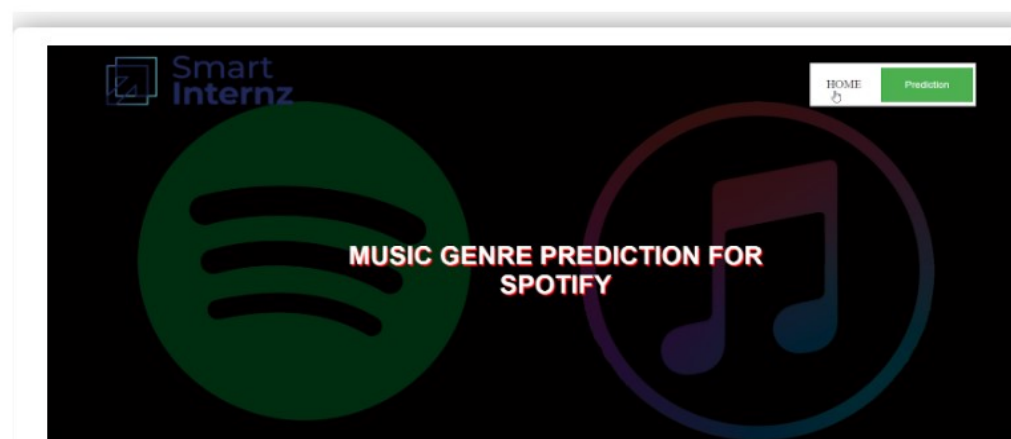 Smart
Internz
HOME
Prediction
MUSIC GENRE PREDICTION FOR
SPOTIFY